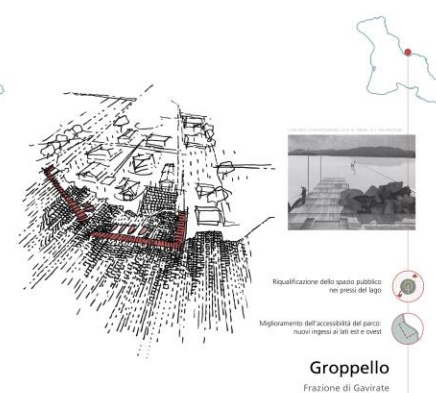 Riqualificazione dello spazio pubblico
nei pressi del lago
Miglioramento dell'accessibilità del parco:
nuovi ingessi ai lati est e ovest
Groppello
Frazione di Gavirate